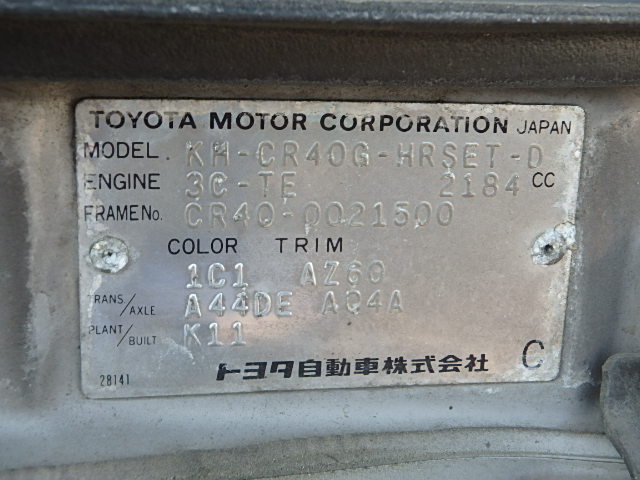 TOYOTA MOTOR CORPORATION JAPAN
MODEL KH-CR40G-HRSET-D
ENGINE 3C-TE 2184 CC
FRAME No. CR40-0021500
COLOR TRIM
1C1 AZ60
TRANS/AXLE A44DE A04A
PLANT/BUILT K11
トヨタ自動車株式会社 C
28141